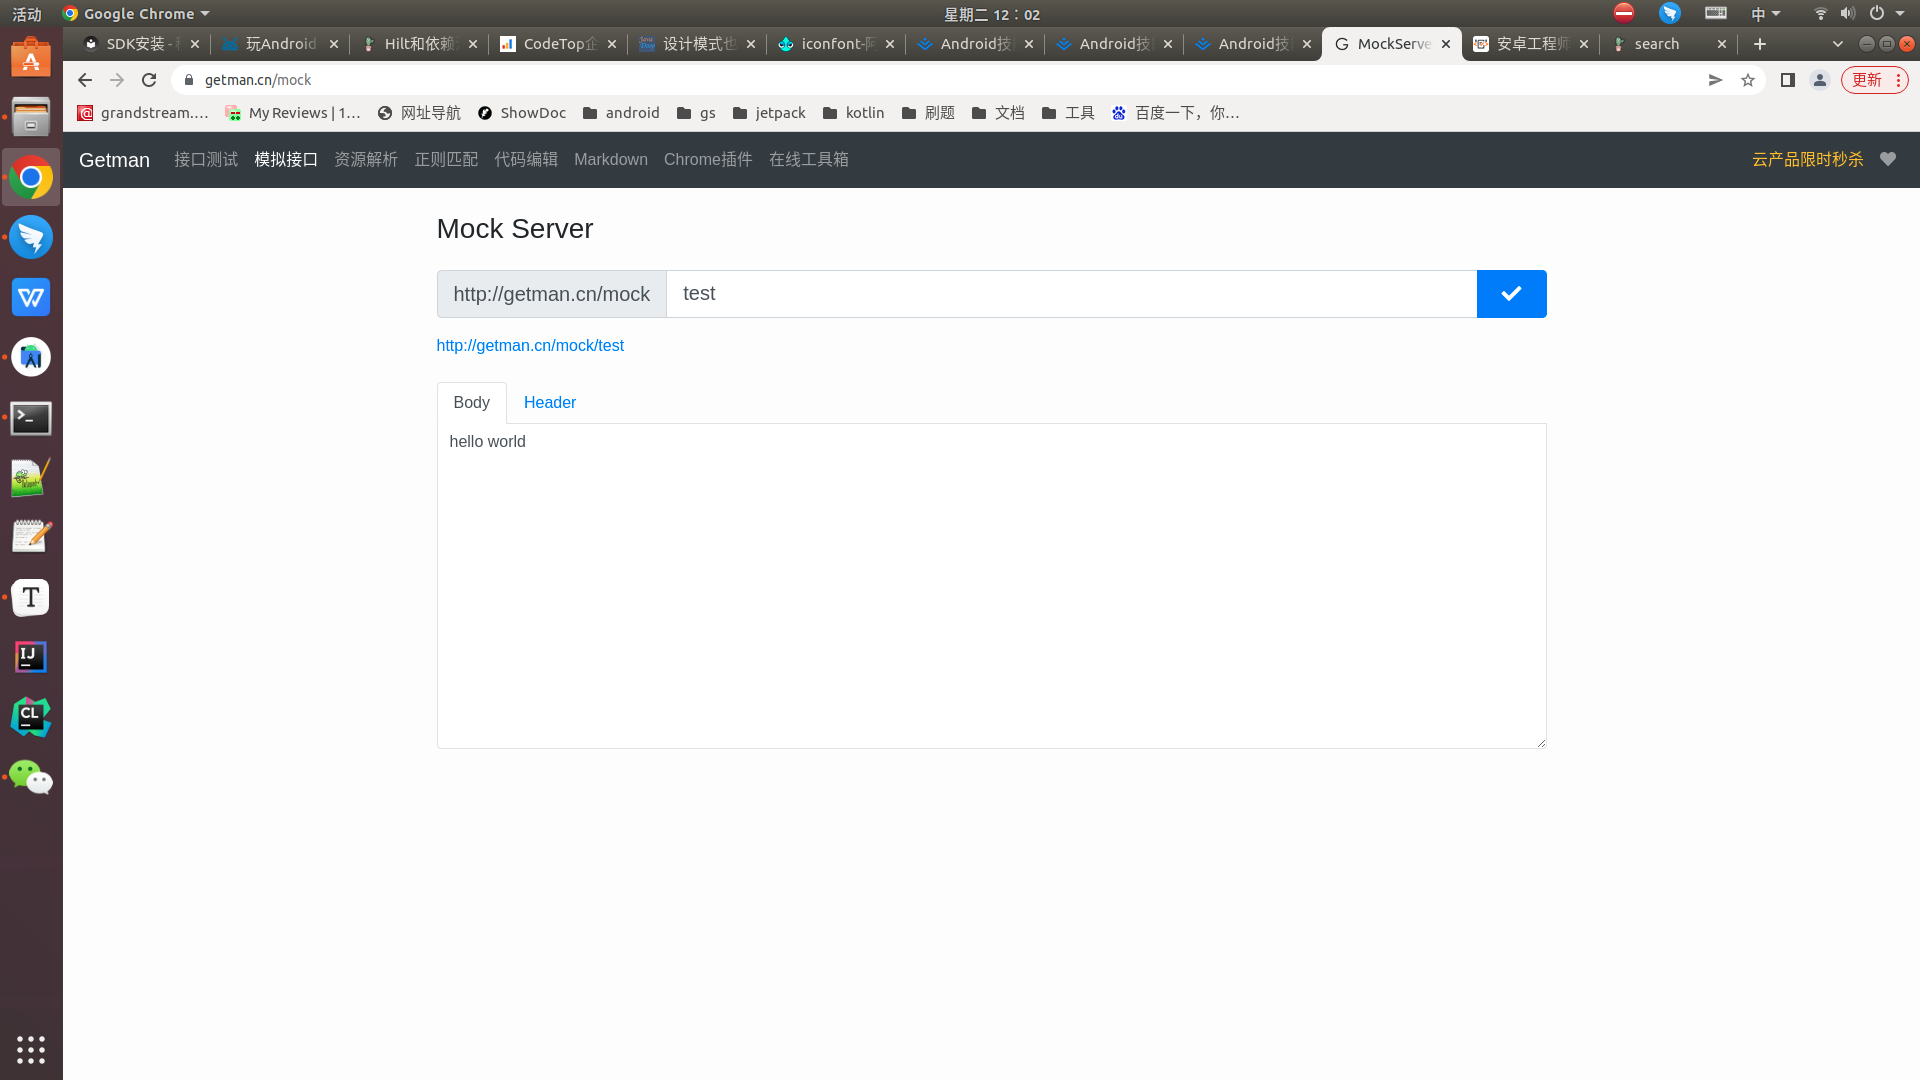 活动
Google Chrome
星期二 12：02
中
SDK安装 -
玩Android
Hilt和依赖
CodeTop企
设计模式也
iconfont-阿
Android技
Android技
Android技
MockServe
安卓工程师
search
getman.cn/mock
更新
grandstream....
My Reviews | 1...
网址导航
ShowDoc
android
gs
jetpack
kotlin
刷题
文档
工具
百度一下，你...
Getman
接口测试
模拟接口
资源解析
正则匹配
代码编辑
Markdown
Chrome插件
在线工具箱
云产品限时秒杀
Mock Server
http://getman.cn/mock
test
http://getman.cn/mock/test
Body
Header
hello world